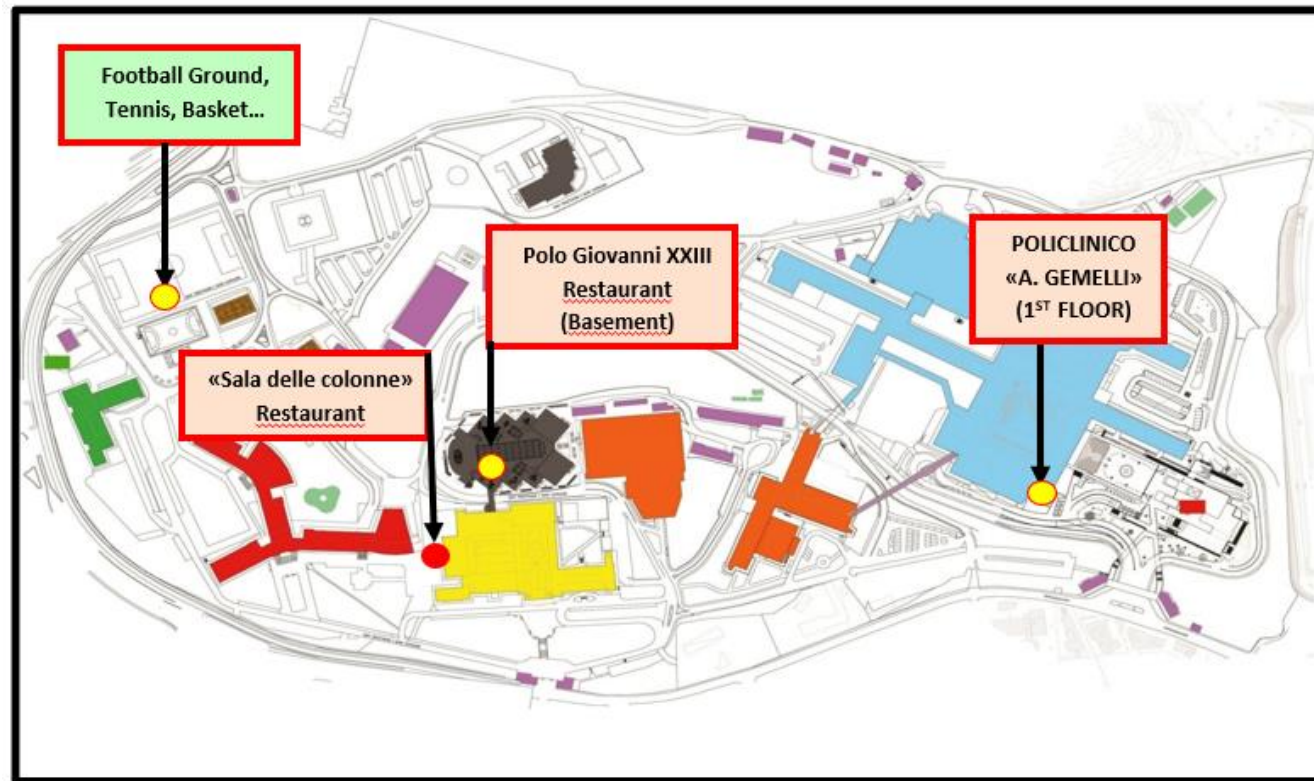 Football Ground,
Tennis, Basket...
Polo Giovanni XXIII
Restaurant
(Basement)
POLICLINICO
«A. GEMELLI»
(1ST FLOOR)
«Sala delle colonne»
Restaurant